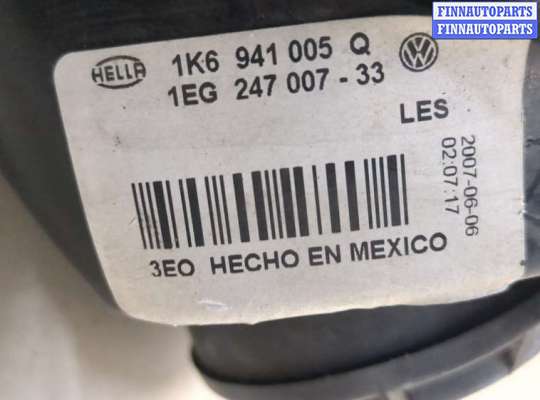 FINNAUTOPARTS
FINNAUTOPARTS
HELLA 1K6 941 005 Q
1EG 247 007-33
LES
2007-06-06
02:07:17
3EO HECHO EN MEXICO